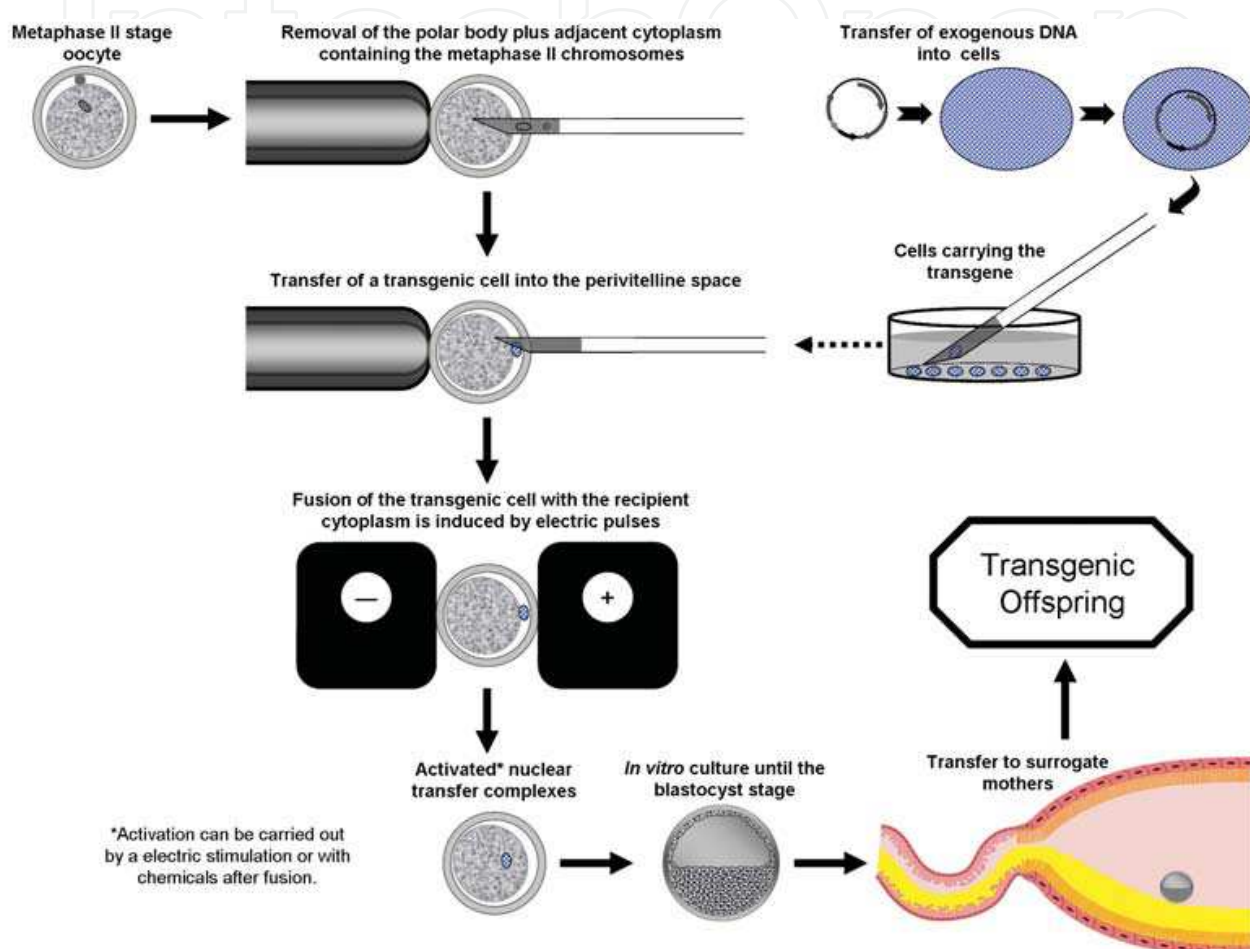 Metaphase II stage
oocyte
Removal of the polar body plus adjacent cytoplasm
containing the metaphase II chromosomes
Transfer of exogenous DNA
into cells
Cells carrying the
transgene
Transfer of a transgenic cell into the perivitelline space
Fusion of the transgenic cell with the recipient
cytoplasm is induced by electric pulses
—
+
Transgenic
Offspring
Activated* nuclear
transfer complexes
In vitro culture until the
blastocyst stage
Transfer to surrogate
mothers
*Activation can be carried out
by a electric stimulation or with
chemicals after fusion.